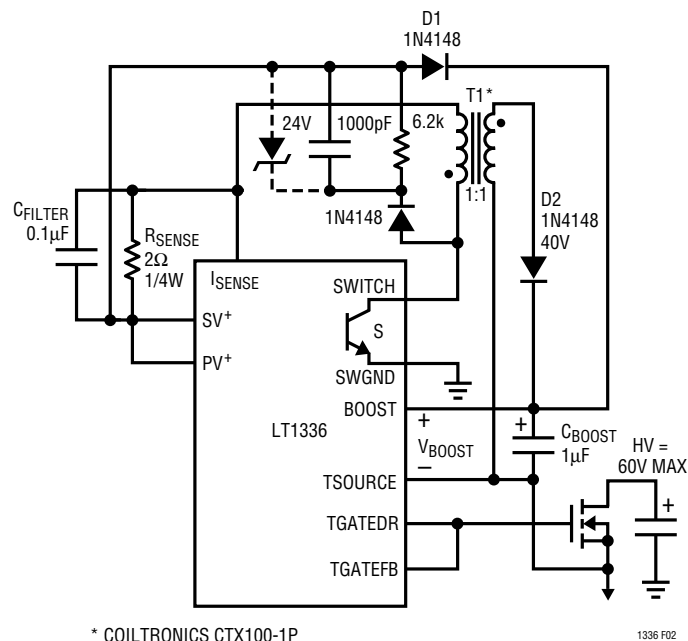 D1
1N4148
T1*
24V
1000pF
6.2k
1:1
D2
1N4148
40V
1N4148
CFILTER
0.1μF
RSENSE
2Ω
1/4W
ISENSE
SWITCH
SV+
S
PV+
SWGND
BOOST
LT1336
+
VBOOST
–
+
CBOOST
1μF
HV =
60V MAX
+
TSOURCE
TGATEDR
TGATEFB
* COILTRONICS CTX100-1P
1336 F02